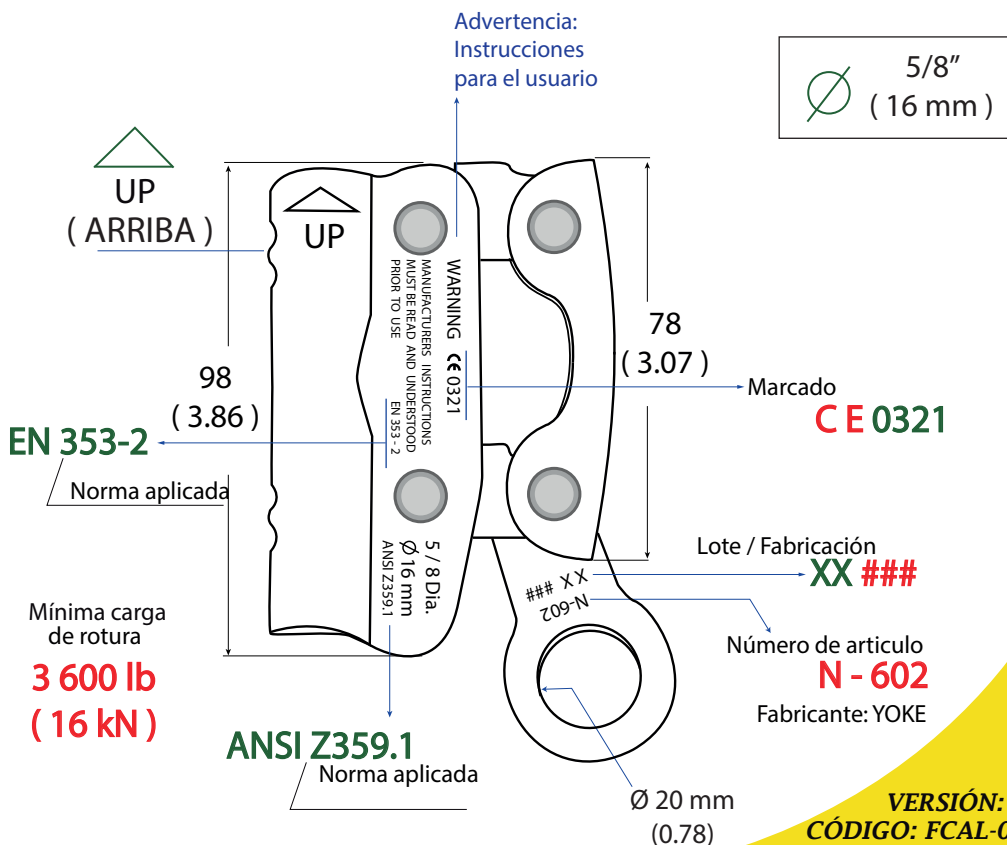 Advertencia:
Instrucciones
para el usuario
5/8”
( 16 mm )
UP
( ARRIBA )
UP
WARNING CE 0321
MANUFACTURERS INSTRUCTIONS
MUST BE READ AND UNDERSTOOD
PRIOR TO USE
EN 353 - 2
78
( 3.07 )
98
( 3.86 )
Marcado
C E 0321
EN 353-2
Norma aplicada
5 / 8 Dia.
Ø 16 mm
ANSI Z359.1
Lote / Fabricación
XX ###
X X ###
N-602
Mínima carga
de rotura
3 600 lb
( 16 kN )
Número de articulo
N - 602
Fabricante: YOKE
ANSI Z359.1
Norma aplicada
Ø 20 mm
(0.78)
VERSIÓN:
CÓDIGO: FCAL-0